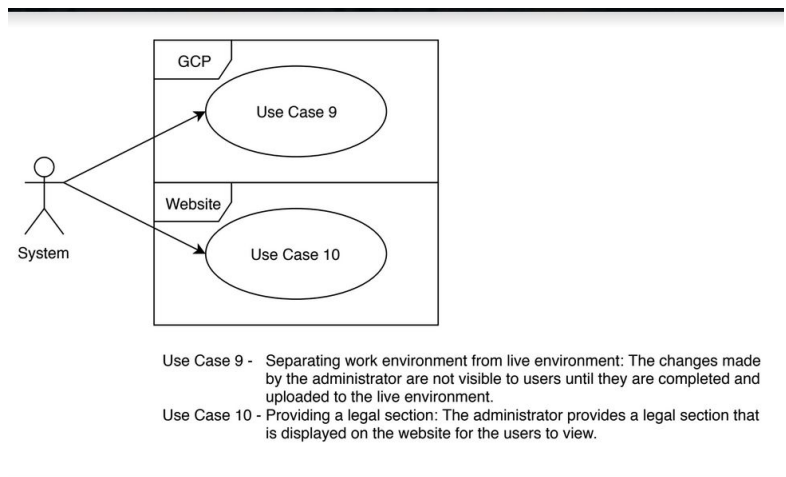 GCP
Use Case 9
Website
Use Case 10
System
Use Case 9 - Separating work environment from live environment: The changes made
by the administrator are not visible to users until they are completed and
uploaded to the live environment.
Use Case 10 - Providing a legal section: The administrator provides a legal section that
is displayed on the website for the users to view.